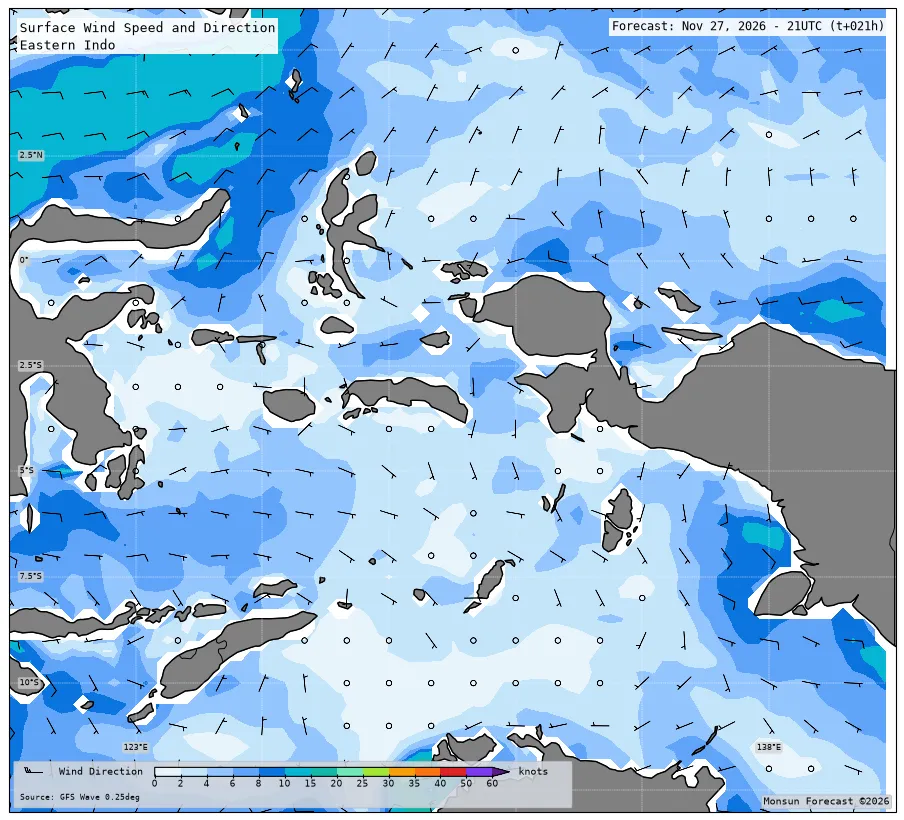 Surface Wind Speed and Direction
Eastern Indo
Forecast: Nov 27, 2026 - 21UTC (t+021h)
2.5°N
0°
2.5°S
5°S
7.5°S
10°S
123°E
138°E
Wind Direction
0 2 4 6 8 10 15 20 25 30 35 40 50 60
knots
Source: GFS Wave 0.25deg
Monsun Forecast ©2026